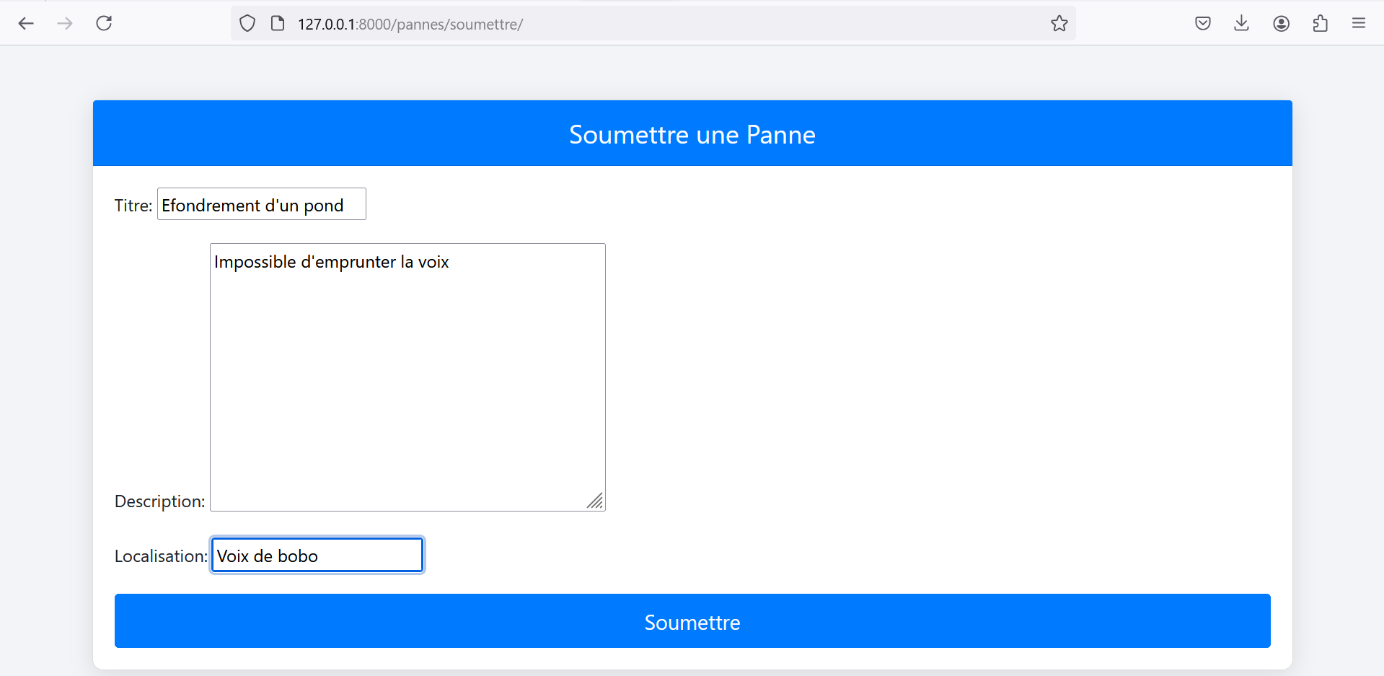 127.0.0.1:8000/pannes/soumettre/
Soumettre une Panne
Titre: Efondrement d'un pond
Impossible d'emprunter la voix
Description:
Localisation: Voix de bobo
Soumettre